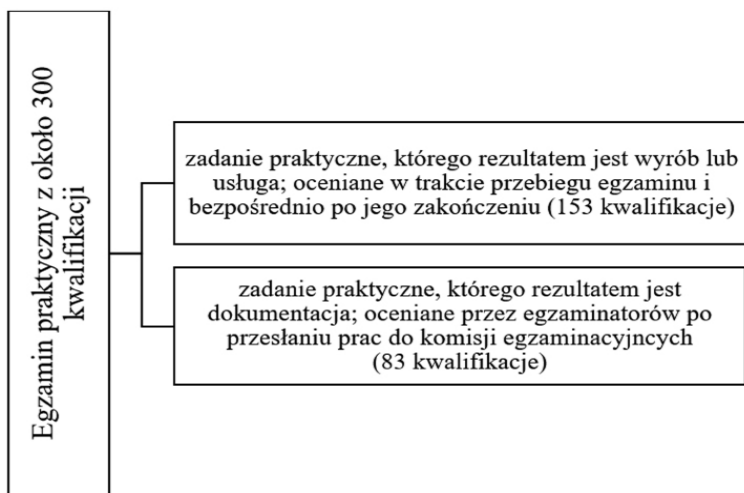 Egzamin praktyczny z około 300
kwalifikacji
zadanie praktyczne, którego rezultatem jest wyrób lub
usługa; oceniane w trakcie przebiegu egzaminu i
bezpośrednio po jego zakończeniu (153 kwalifikacje)
zadanie praktyczne, którego rezultatem jest
dokumentacja; oceniane przez egzaminatorów po
przesłaniu prac do komisji egzaminacyjncych
(83 kwalifikacje)